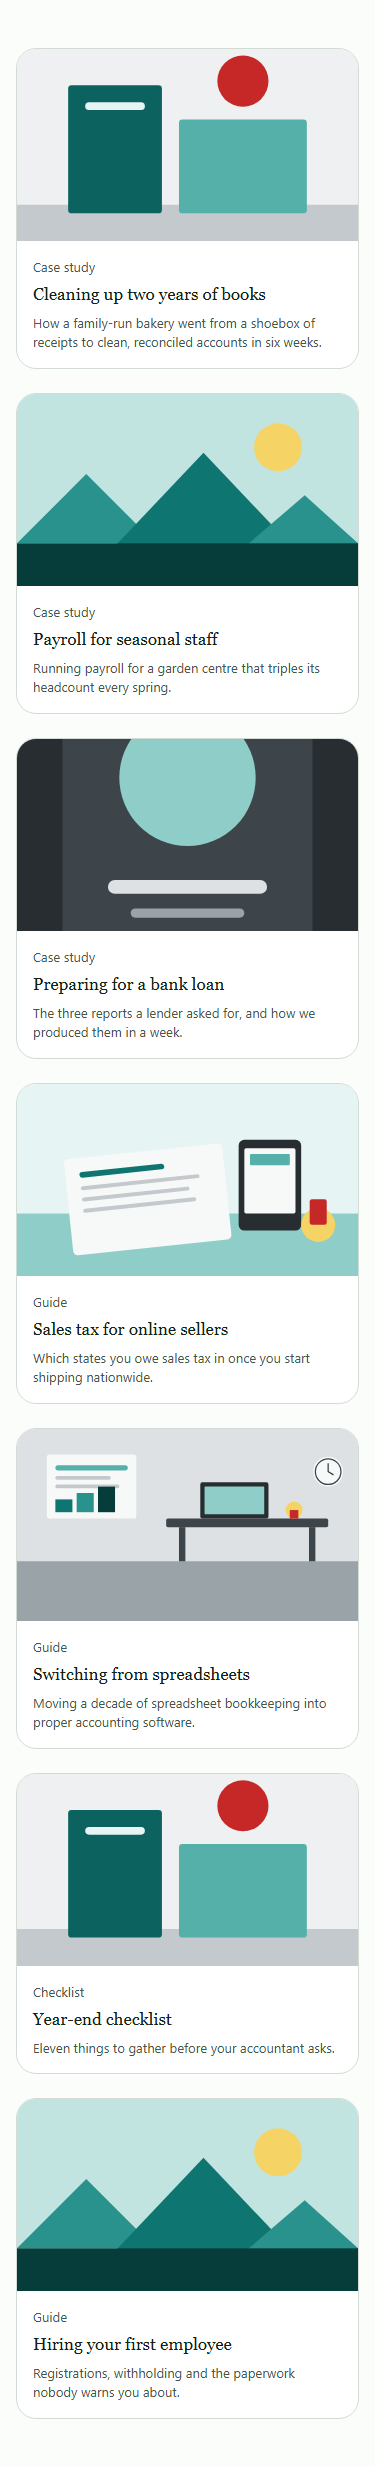 Case study
Cleaning up two years of books
How a family-run bakery went from a shoebox of
receipts to clean, reconciled accounts in six weeks.
Case study
Payroll for seasonal staff
Running payroll for a garden centre that triples its
headcount every spring.
Case study
Preparing for a bank loan
The three reports a lender asked for, and how we
produced them in a week.
Guide
Sales tax for online sellers
Which states you owe sales tax in once you start
shipping nationwide.
Guide
Switching from spreadsheets
Moving a decade of spreadsheet bookkeeping into
proper accounting software.
Checklist
Year-end checklist
Eleven things to gather before your accountant asks.
Guide
Hiring your first employee
Registrations, withholding and the paperwork
nobody warns you about.